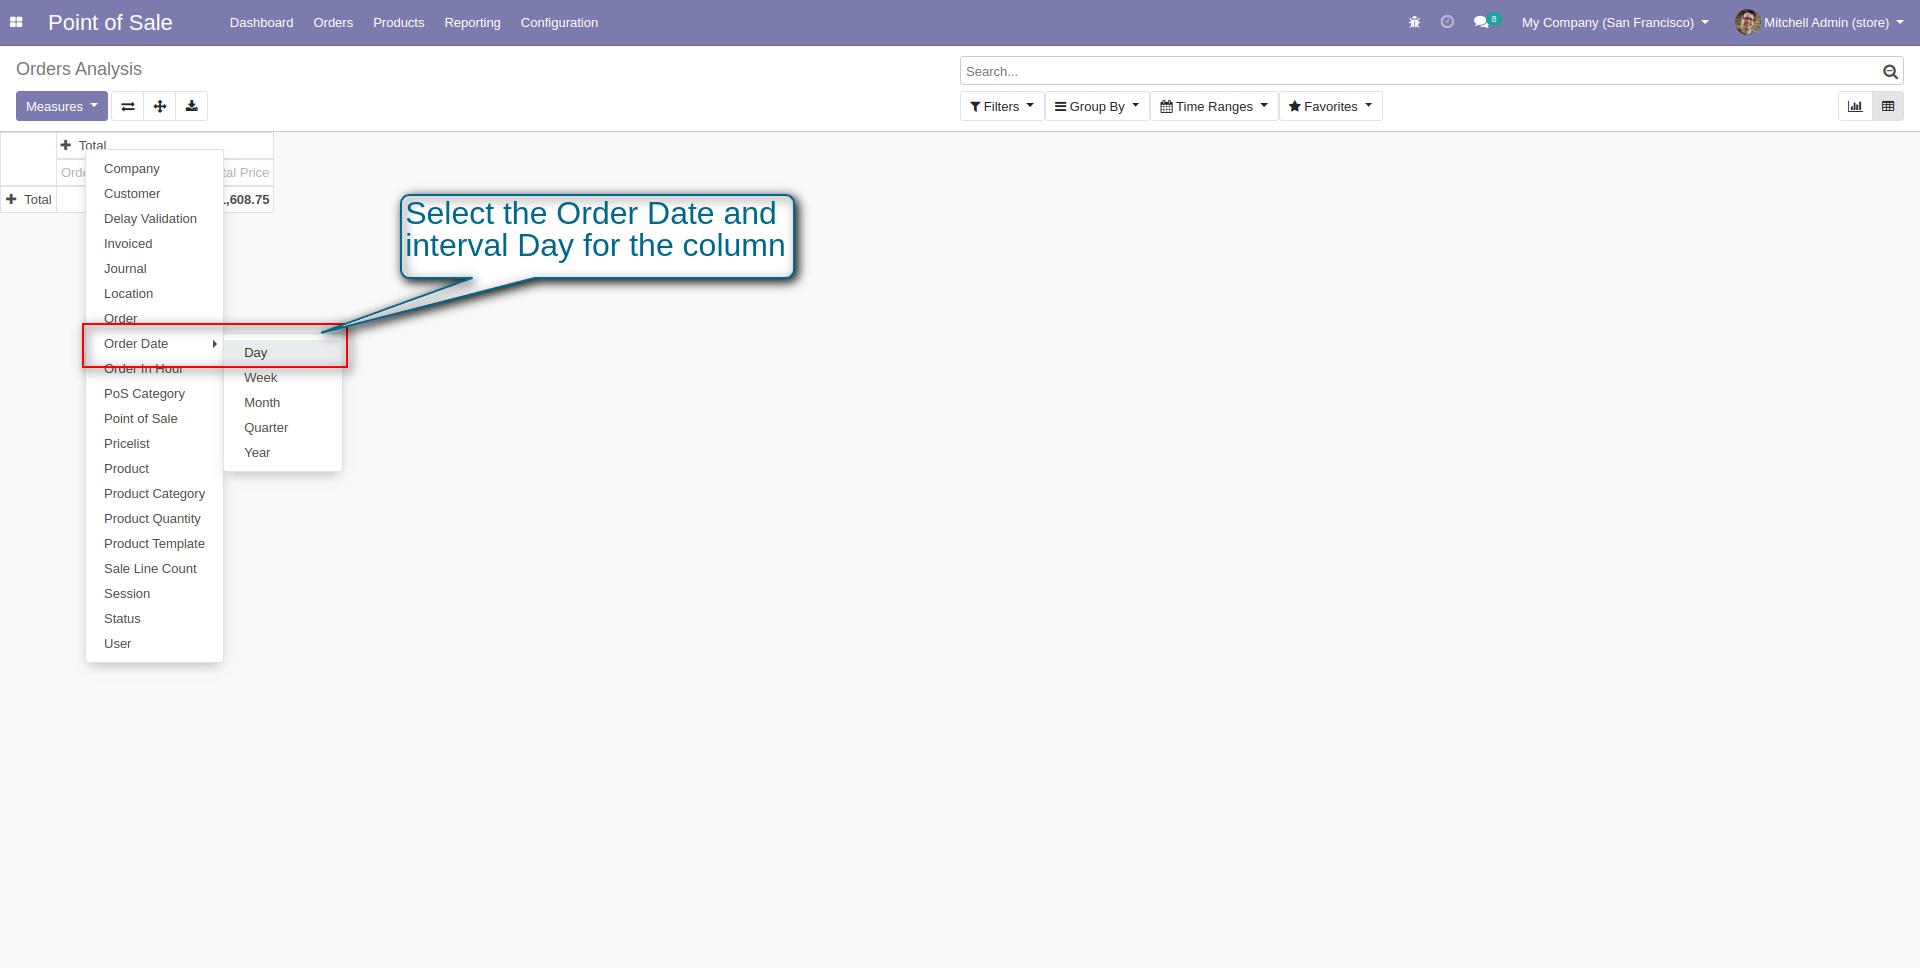 Point of Sale
Dashboard Orders Products Reporting Configuration
8 My Company (San Francisco) Mitchell Admin (store)
Orders Analysis
Search...
Measures
Filters Group By Time Ranges Favorites
Total
Price
Total ,608.75
Company
Customer
Delay Validation
Invoiced
Journal
Location
Order
Order Date
Order In Hour
PoS Category
Point of Sale
Pricelist
Product
Product Category
Product Quantity
Product Template
Sale Line Count
Session
Status
User
Day
Week
Month
Quarter
Year
Select the Order Date and
interval Day for the column